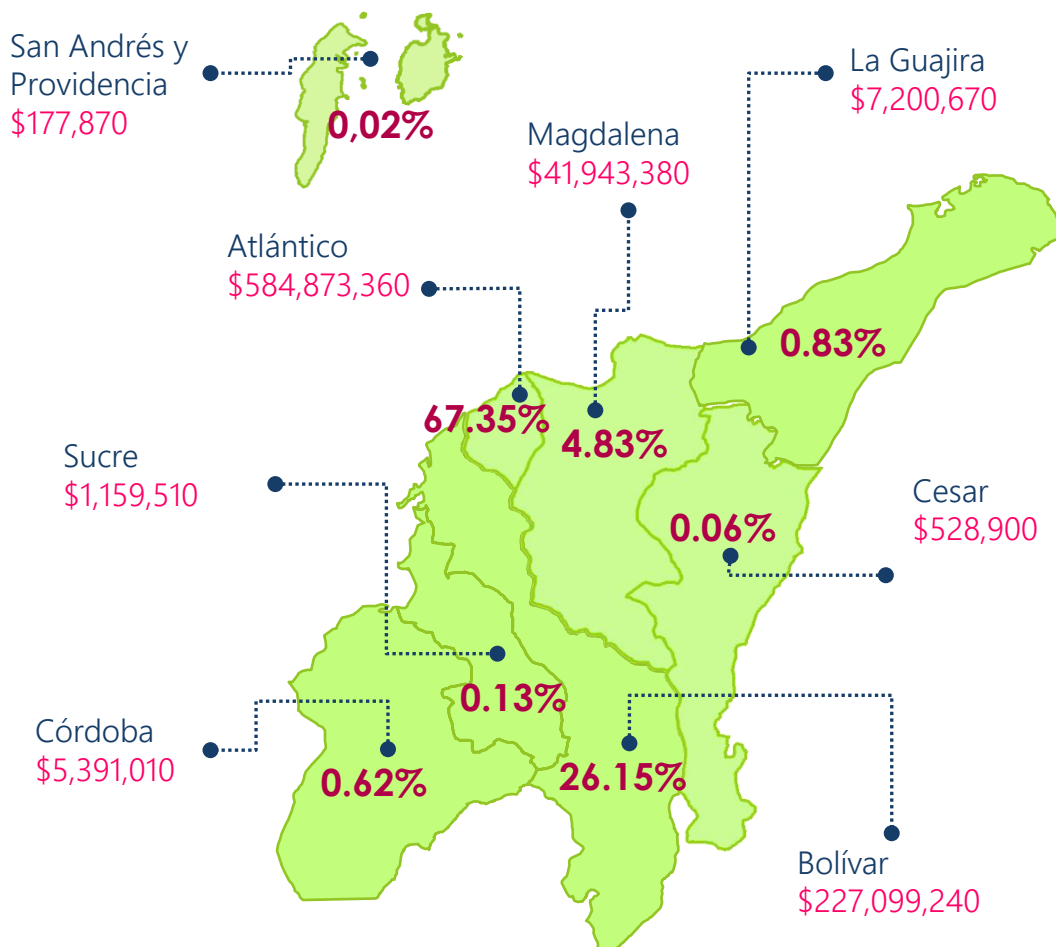 San Andrés y
Providencia
$177,870
0,02%
La Guajira
$7,200,670
0.83%
Magdalena
$41,943,380
4.83%
Atlántico
$584,873,360
67.35%
Sucre
$1,159,510
0.13%
Cesar
$528,900
0.06%
Córdoba
$5,391,010
0.62%
Bolívar
$227,099,240
26.15%